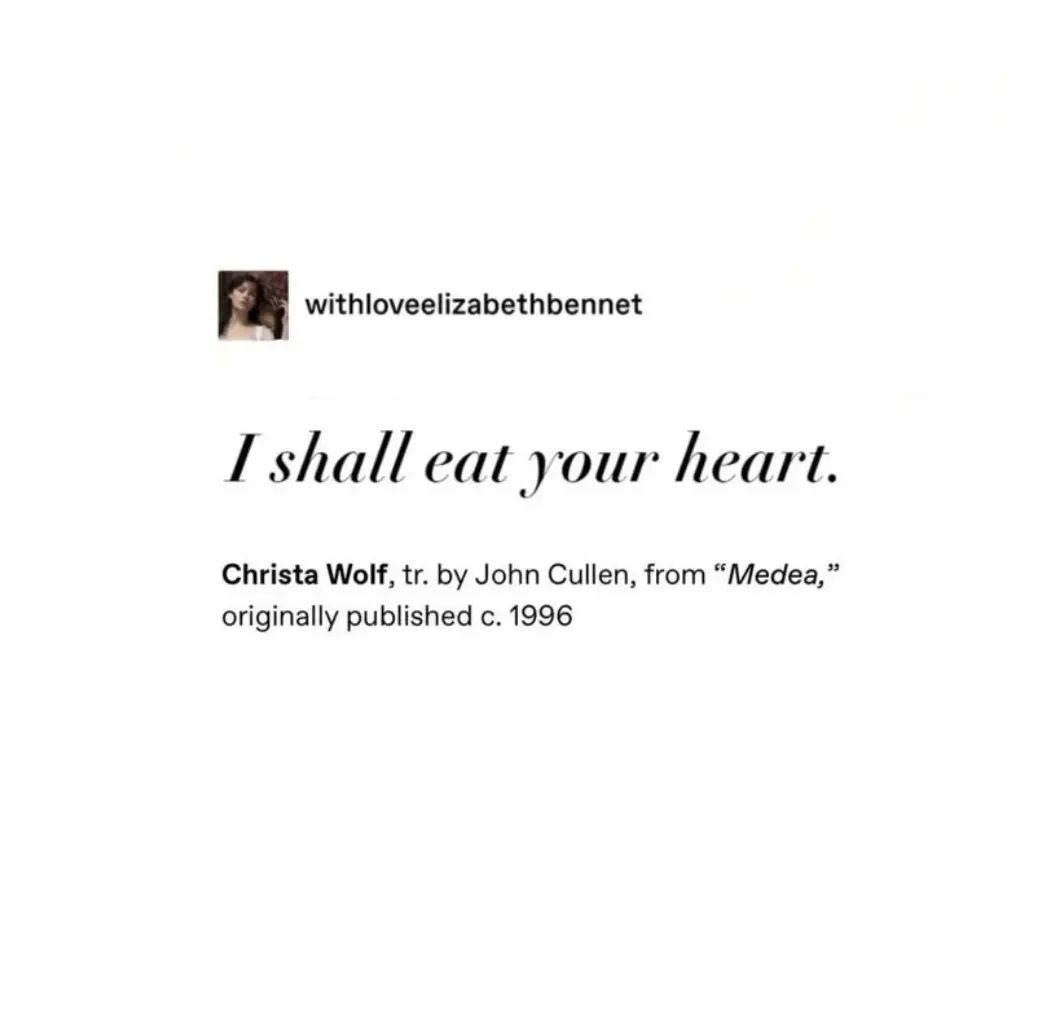 withloveelizabethbennet
I shall eat your heart.
Christa Wolf, tr. by John Cullen, from “Medea,”
originally published c. 1996